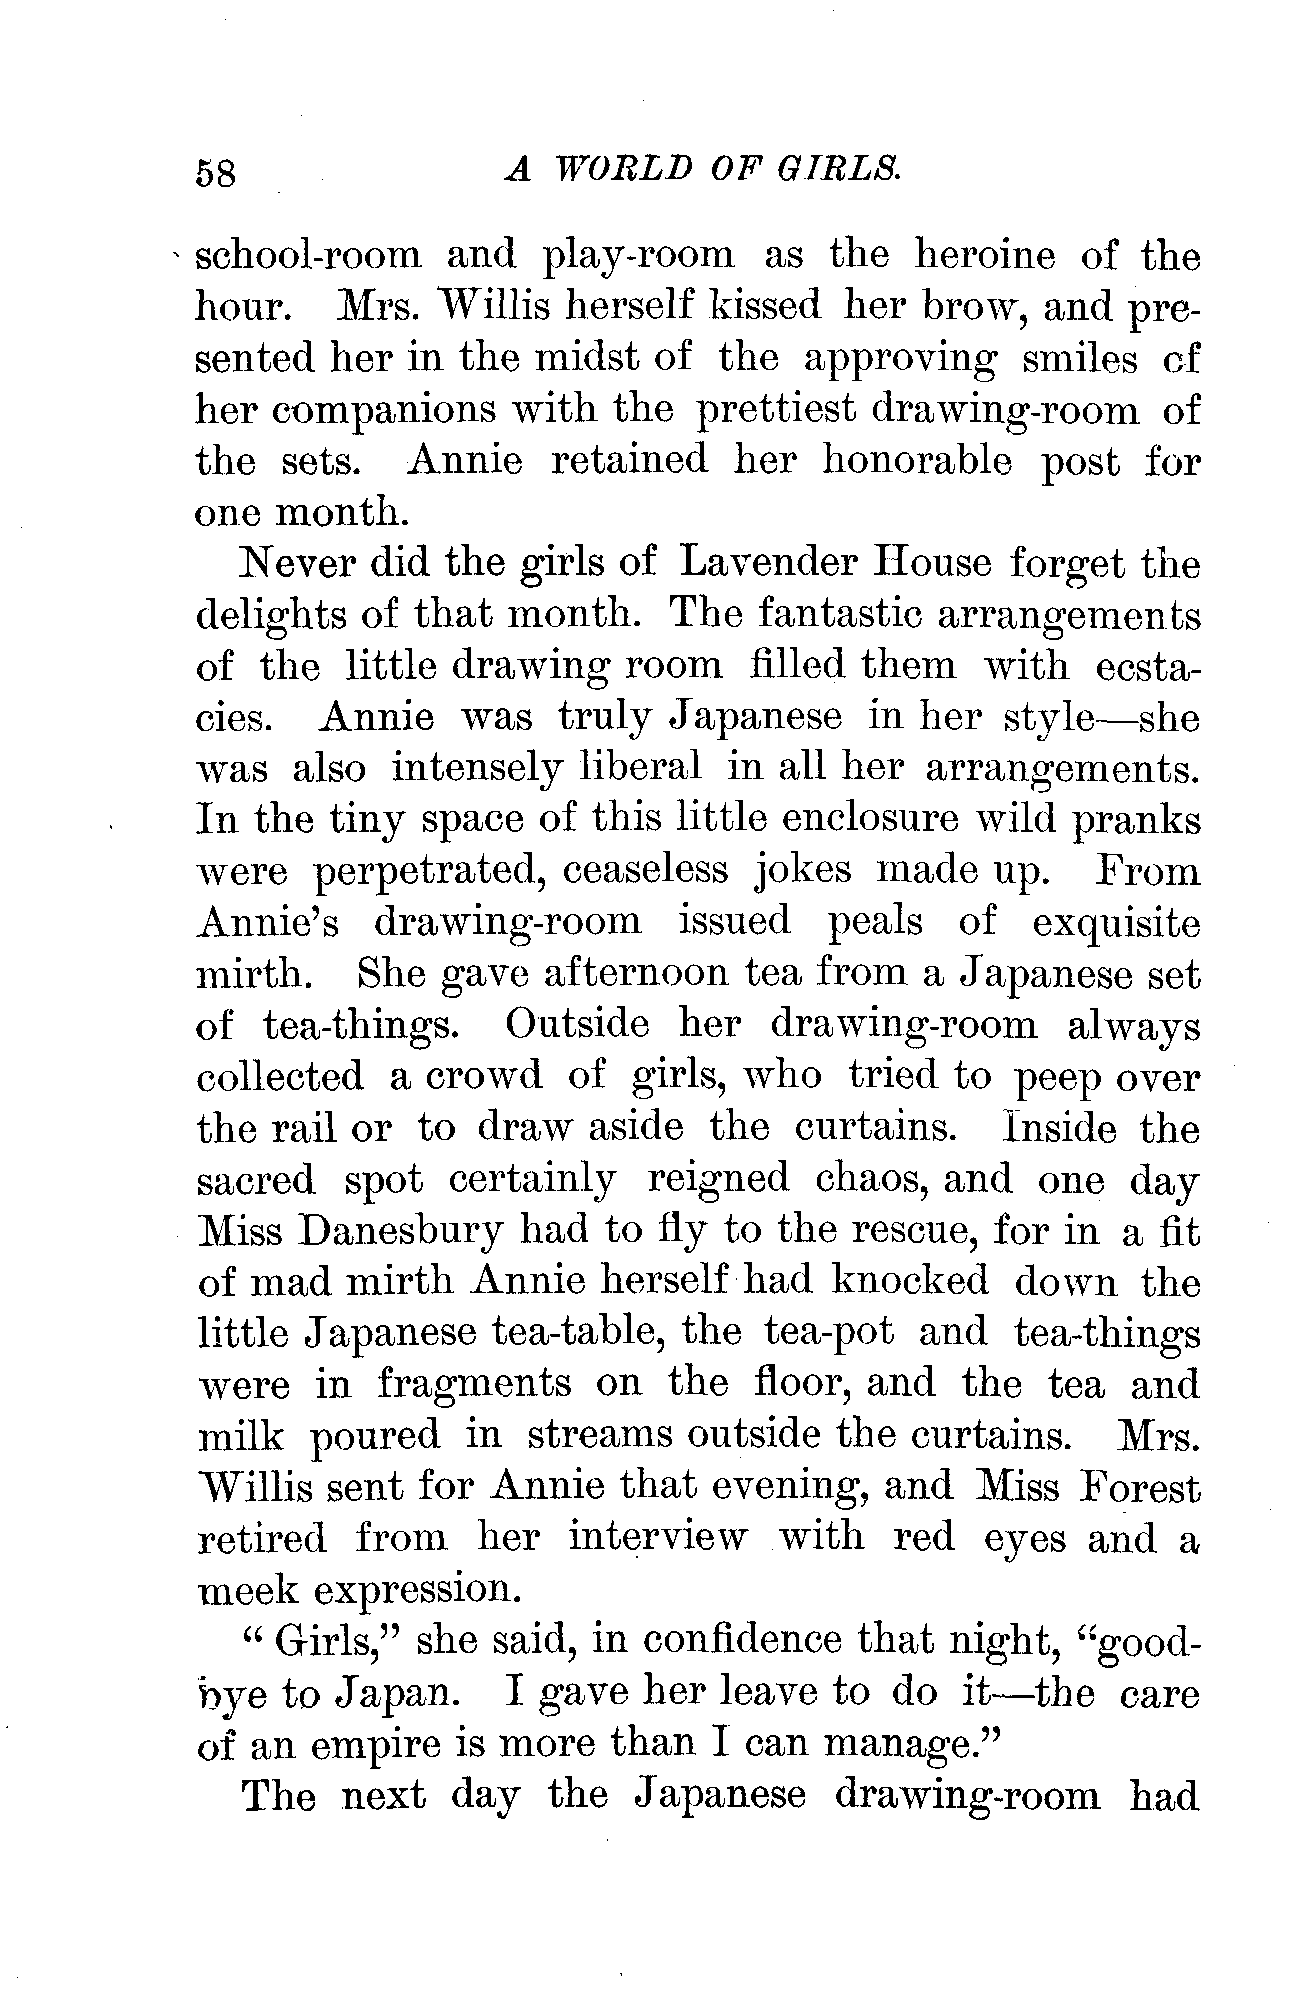 58 A WORLD OF GIRLS.
school-room and play-room as the heroine of the
hour. Mrs. Willis herself kissed her brow, and pre-
sented her in the midst of the approving smiles of
her companions with the prettiest drawing-room of
the sets. Annie retained her honorable post for
one month.
Never did the girls of Lavender House forget the
delights of that month. The fantastic arrangements
of the little drawing room filled them with ecsta-
cies. Annie was truly Japanese in her style—she
was also intensely liberal in all her arrangements.
In the tiny space of this little enclosure wild pranks
were perpetrated, ceaseless jokes made up. From
Annie's drawing-room issued peals of exquisite
mirth. She gave afternoon tea from a Japanese set
of tea-things. Outside her drawing-room always
collected a crowd of girls, who tried to peep over
the rail or to draw aside the curtains. Inside the
sacred spot certainly reigned chaos, and one day
Miss Danesbury had to fly to the rescue, for in a fit
of mad mirth Annie herself had knocked down the
little Japanese tea-table, the tea-pot and tea-things
were in fragments on the floor, and the tea and
milk poured in streams outside the curtains. Mrs.
Willis sent for Annie that evening, and Miss Forest
retired from her interview with red eyes and a
meek expression.
" Girls," she said, in confidence that night, "good-
bye to Japan. I gave her leave to do it—the care
of an empire is more than I can manage."
The next day the Japanese drawing-room had